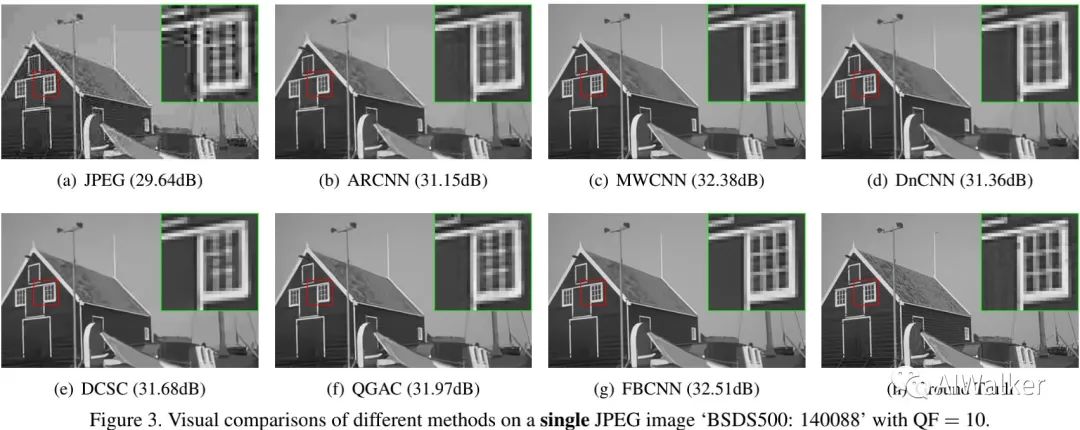 (a) JPEG (29.64dB)
(b) ARCNN (31.15dB)
(c) MWCNN (32.38dB)
(d) DnCNN (31.36dB)
(e) DCSC (31.68dB)
(f) QGAC (31.97dB)
(g) FBCNN (32.51dB)
(h) Ground Truth
AIWalker
Figure 3. Visual comparisons of different methods on a single JPEG image ‘BSDS500: 140088’ with QF = 10.